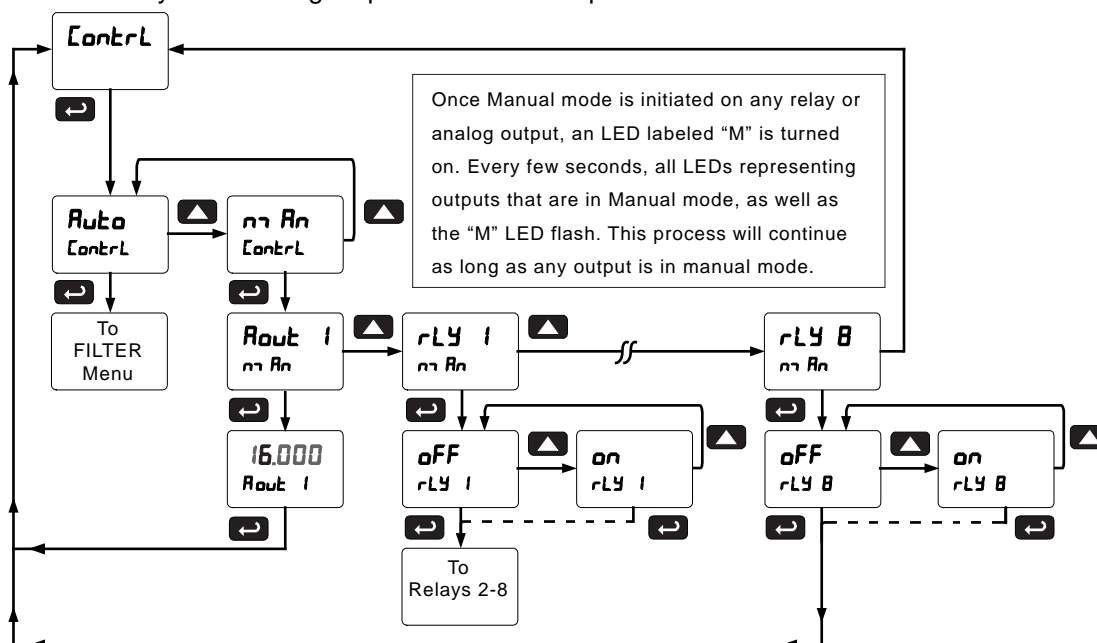 ContrL
Once Manual mode is initiated on any relay or
analog output, an LED labeled “M” is turned
on. Every few seconds, all LEDs representing
outputs that are in Manual mode, as well as
the “M” LED flash. This process will continue
as long as any output is in manual mode.
Auto
ContrL
mAn
ContrL
To
FILTER
Menu
Aout 1
mAn
rLY 1
mAn
rLY 8
mAn
16.000
Aout 1
oFF
rLY 1
on
rLY 1
oFF
rLY 8
on
rLY 8
To
Relays 2-8